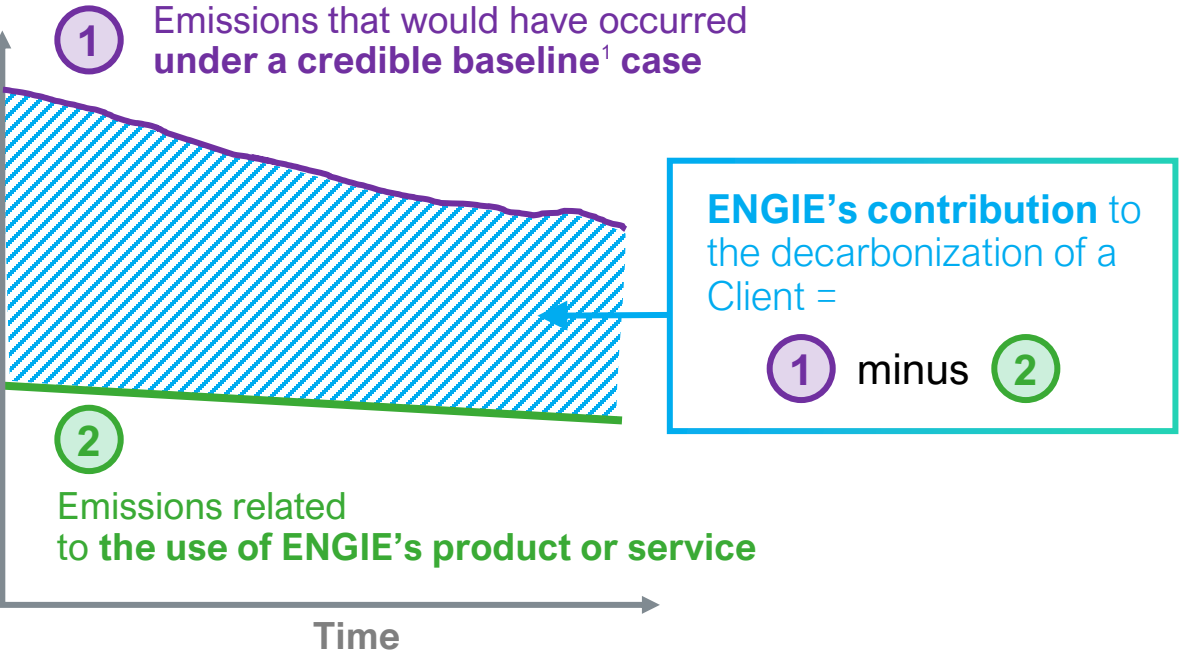 1
Emissions that would have occurred
under a credible baseline¹ case
ENGIE's contribution to
the decarbonization of a
Client =
1 minus 2
2
Emissions related
to the use of ENGIE's product or service
Time